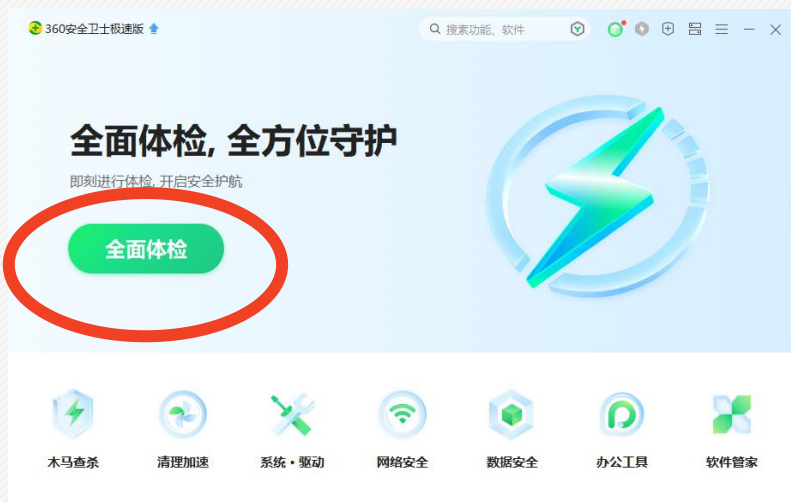 360安全卫士极速版
搜索功能、软件
全面体检, 全方位守护
即刻进行体检, 开启安全护航
全面体检
木马查杀
清理加速
系统·驱动
网络安全
数据安全
办公工具
软件管家